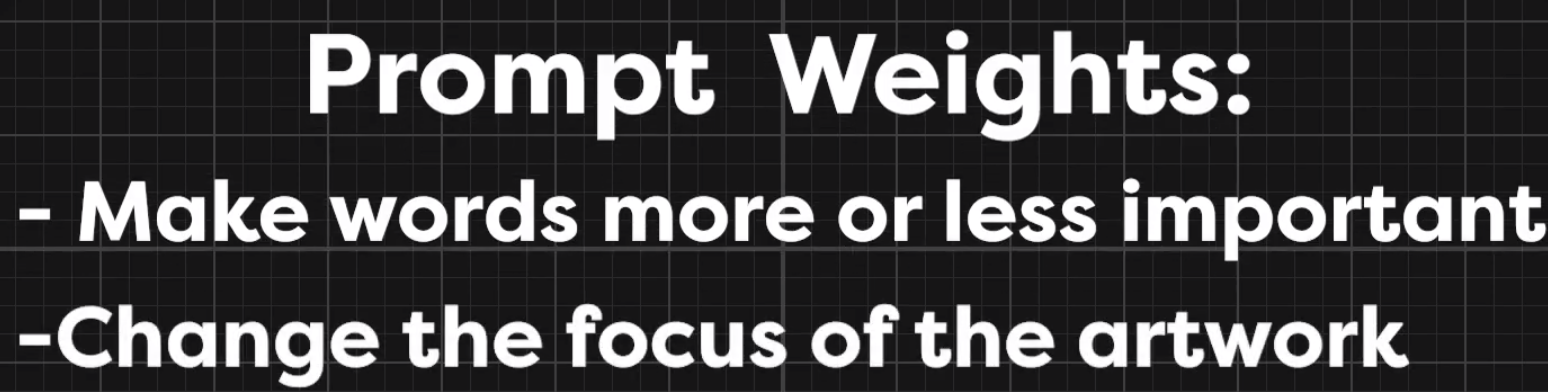 Prompt Weights:
- Make words more or less important
-Change the focus of the artwork